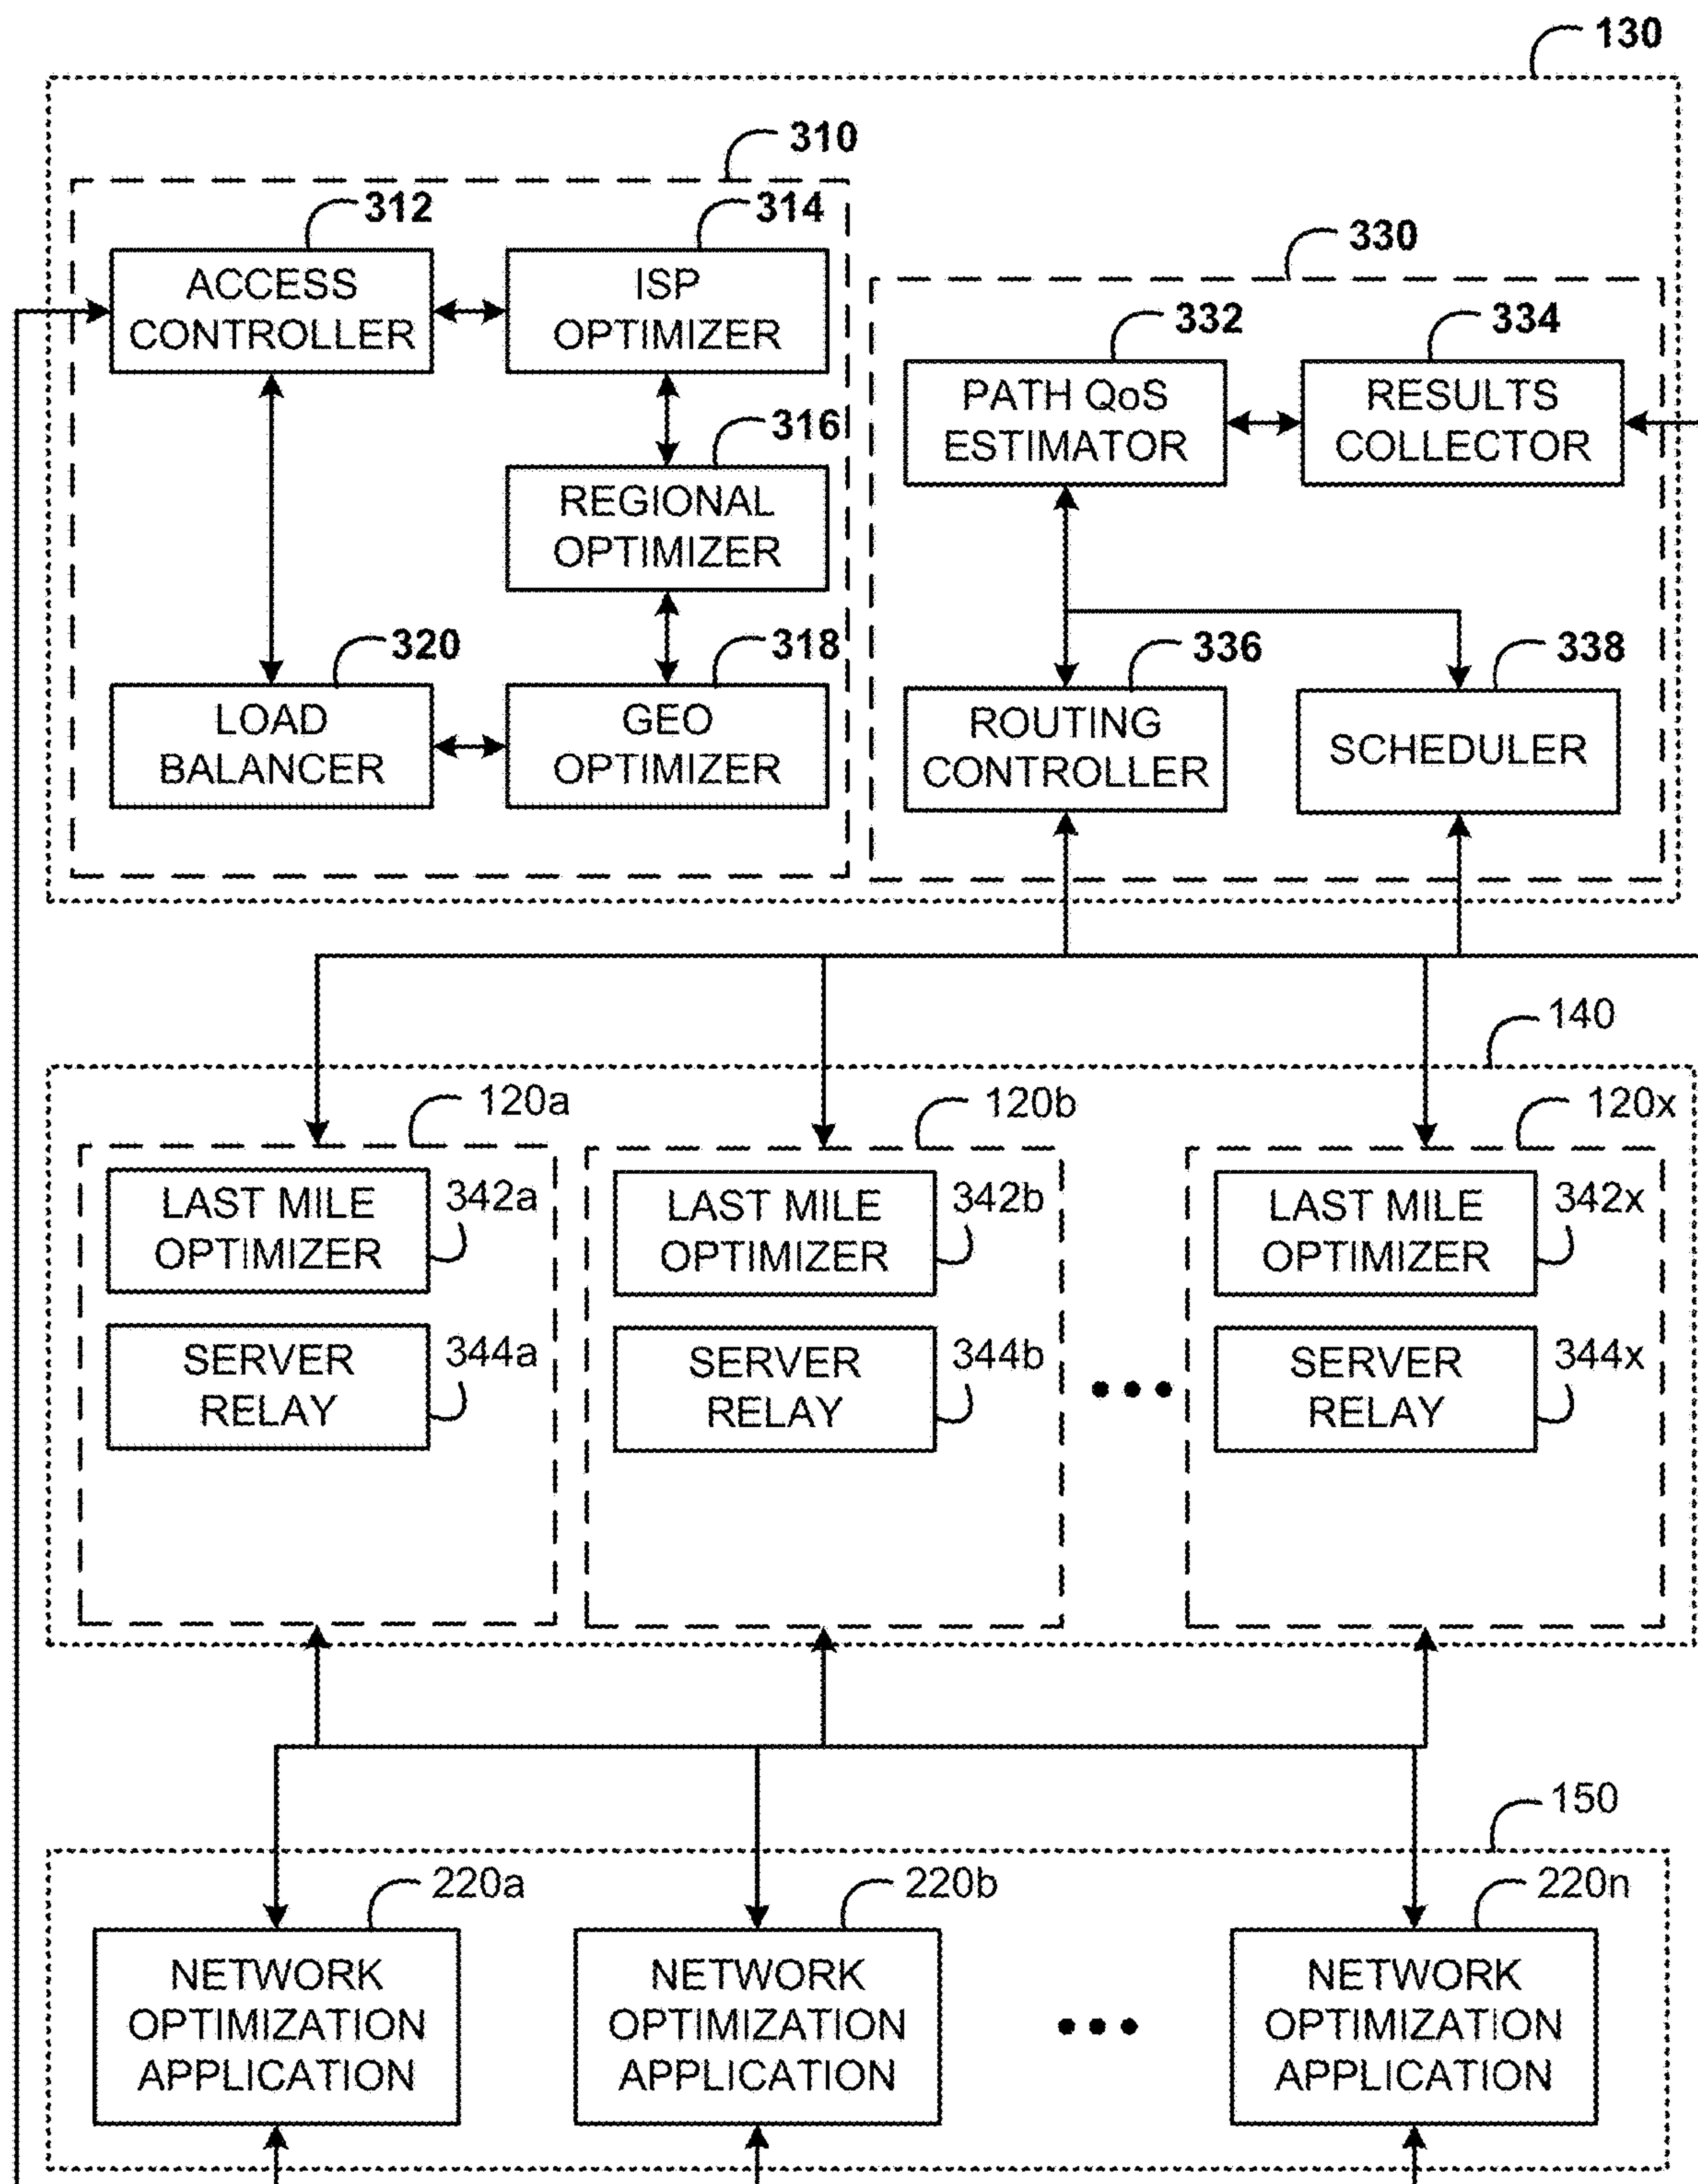 130
310
312
314
ACCESS
CONTROLLER
ISP
OPTIMIZER
316
REGIONAL
OPTIMIZER
320
318
LOAD
BALANCER
GEO
OPTIMIZER
330
332
334
PATH QoS
ESTIMATOR
RESULTS
COLLECTOR
336
338
ROUTING
CONTROLLER
SCHEDULER
140
120a
LAST MILE
OPTIMIZER
342a
SERVER
RELAY
344a
120b
LAST MILE
OPTIMIZER
342b
SERVER
RELAY
344b
120x
LAST MILE
OPTIMIZER
342x
SERVER
RELAY
344x
150
220a
NETWORK
OPTIMIZATION
APPLICATION
220b
NETWORK
OPTIMIZATION
APPLICATION
220n
NETWORK
OPTIMIZATION
APPLICATION